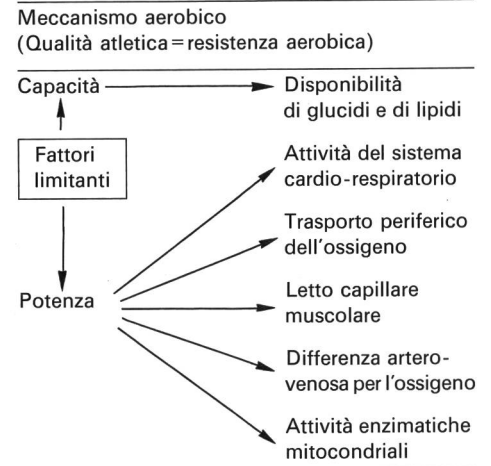 Meccanismo aerobico
(Qualità atletica = resistenza aerobica)
Capacità
Disponibilità
di glucidi e di lipidi
Fattori
limitanti
Attività del sistema
cardio-respiratorio
Trasporto periferico
dell'ossigeno
Potenza
Letto capillare
muscolare
Differenza artero-
venosa per l'ossigeno
Attività enzimatiche
mitocondriali